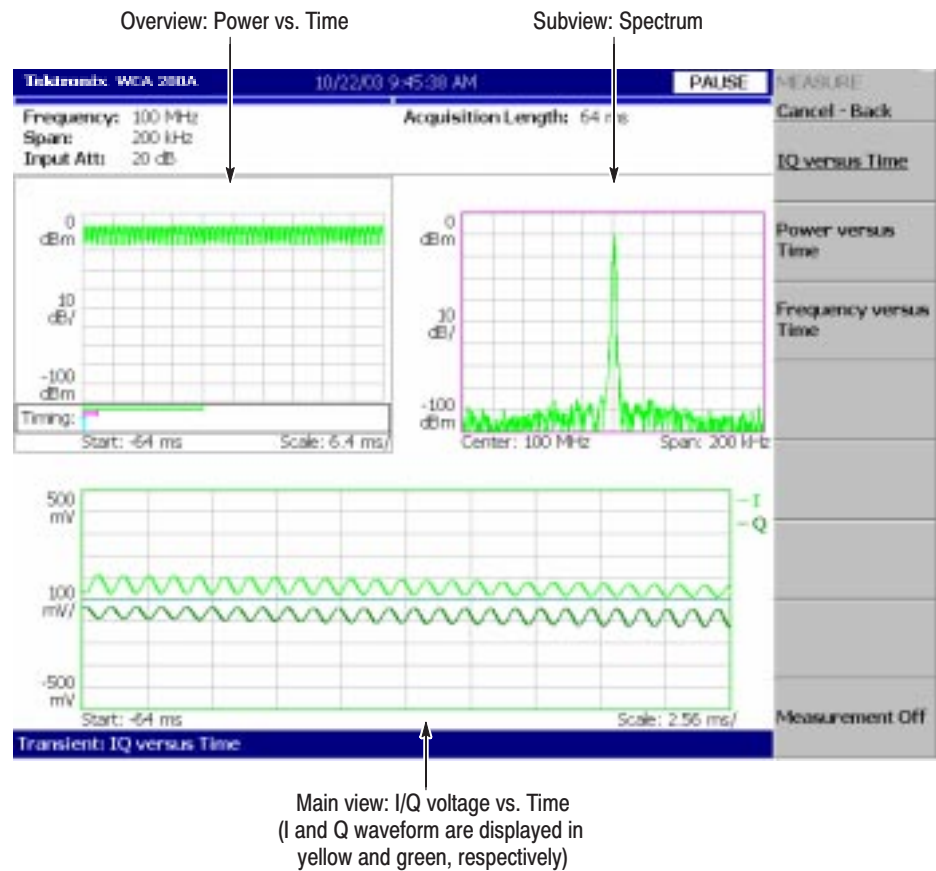 Overview: Power vs. Time
Subview: Spectrum
Tektronix WCA 200A
10/22/03 9:45:38 AM
PAUSE
Frequency: 100 MHz
Span: 200 kHz
Input Att: 20 dB
Acquisition Length: 64 ms
MEASURE
Cancel - Back
IQ versus Time
Power versus
Time
Frequency versus
Time
Measurement Off
0
dBm
10
dB/
-100
dBm
Timing:
Start: -64 ms
Scale: 6.4 ms/
0
dBm
10
dB/
-100
dBm
Center: 100 MHz
Span: 200 kHz
500
mV
100
mV/
-500
mV
I
Q
Start: -64 ms
Scale: 2.56 ms/
Transient: IQ versus Time
Main view: I/Q voltage vs. Time
(I and Q waveform are displayed in
yellow and green, respectively)